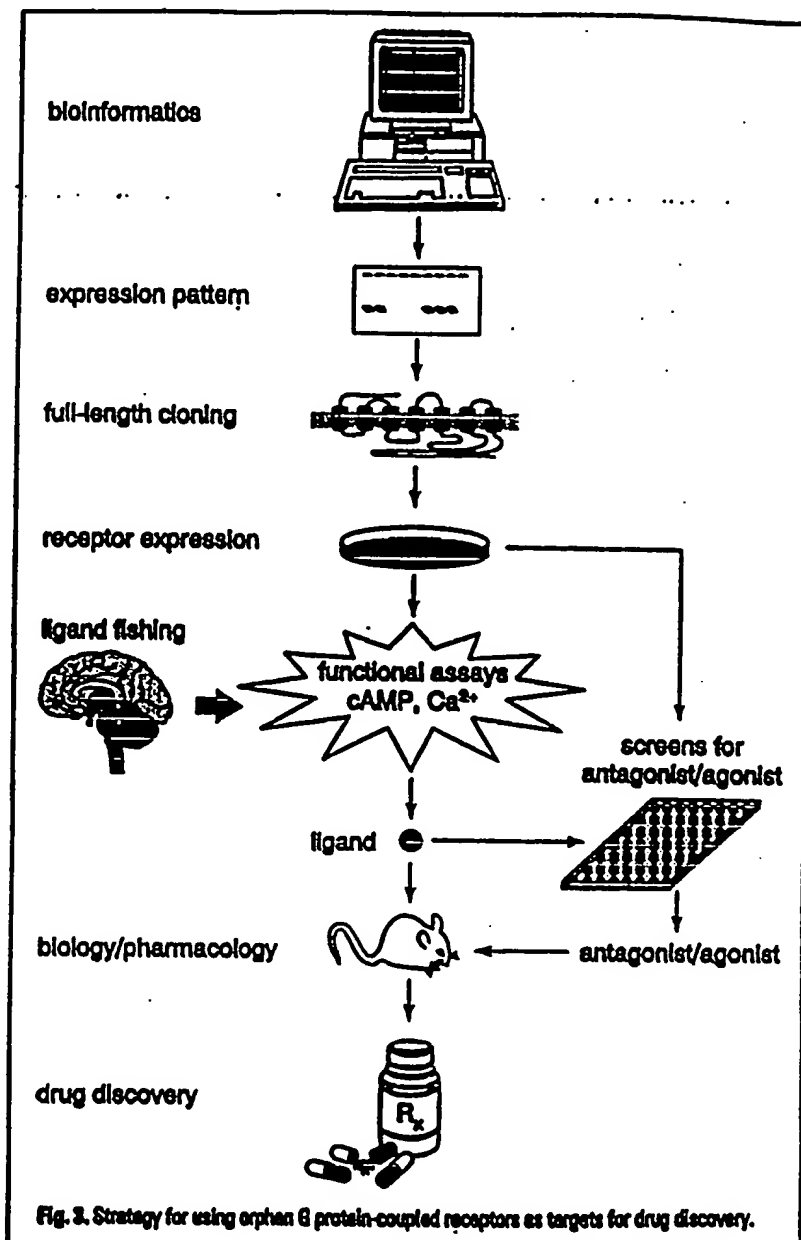 bioinformatics
expression pattern
full-length cloning
receptor expression
ligand fishing
functional assays
cAMP, Ca²⁺
screens for
antagonist/agonist
ligand
biology/pharmacology
antagonist/agonist
drug discovery
Rx
Fig. 3. Strategy for using orphan G protein-coupled receptors as targets for drug discovery.